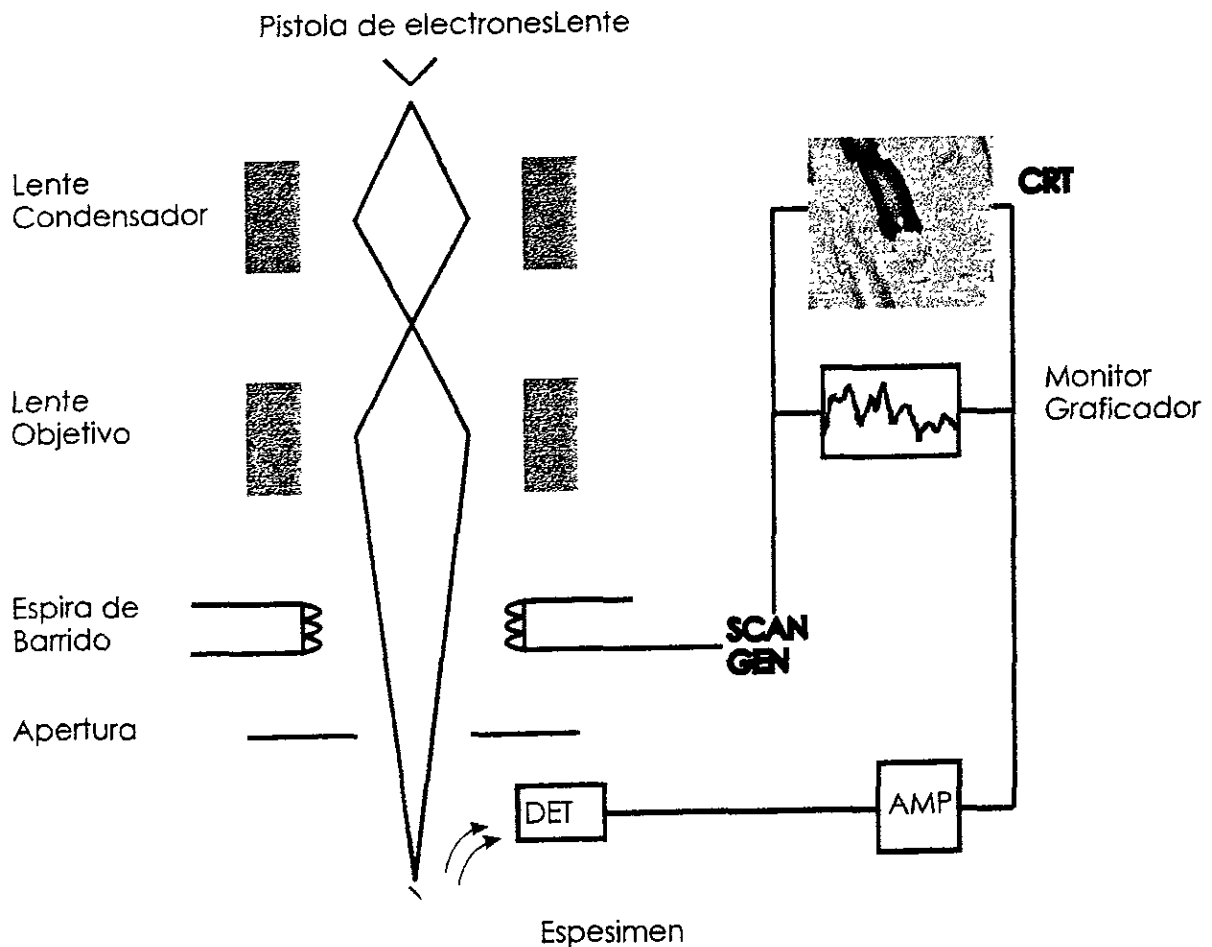 Pistola de electronesLente
Lente
Condensador
CRT
Lente
Objetivo
Monitor
Graficador
Espira de
Barrido
SCAN
GEN
Apertura
DET
AMP
Espesimen